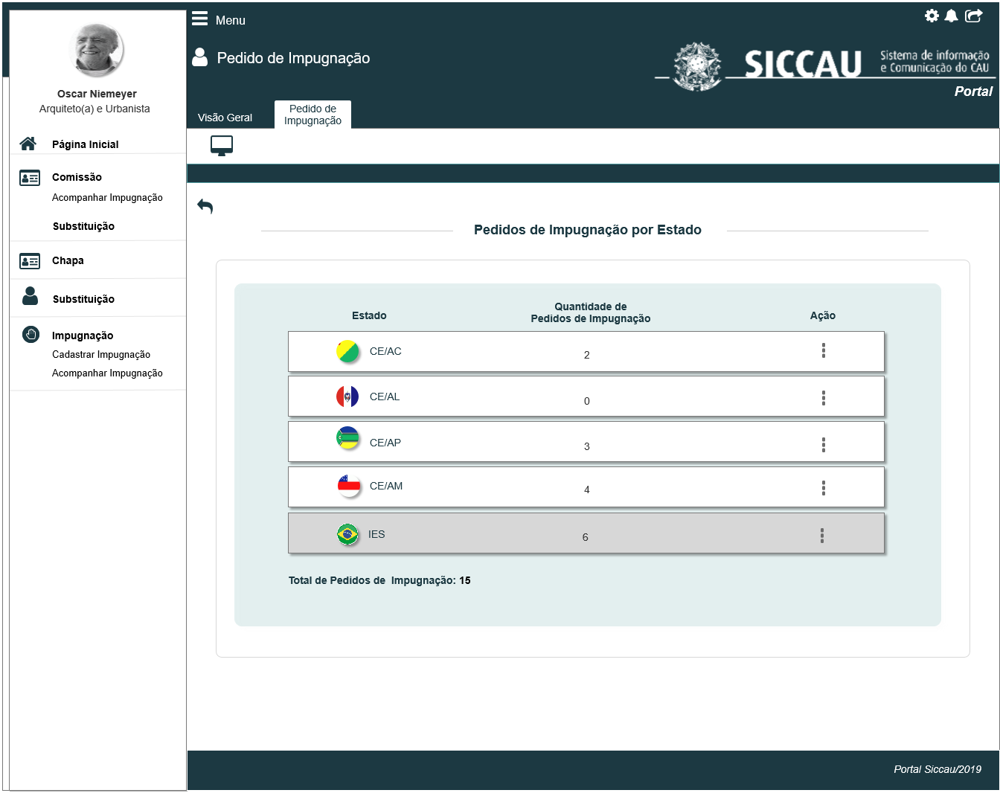 Menu
Pedido de Impugnação
SICCAU
Sistema de informação
e Comunicação do CAU
Portal
Visão Geral
Pedido de
Impugnação
Oscar Niemeyer
Arquiteto(a) e Urbanista
Página Inicial
Comissão
Acompanhar Impugnação
Substituição
Chapa
Substituição
Impugnação
Cadastrar Impugnação
Acompanhar Impugnação
Pedidos de Impugnação por Estado
Estado
Quantidade de
Pedidos de Impugnação
Ação
CE/AC 2
CE/AL 0
CE/AP 3
CE/AM 4
IES 6
Total de Pedidos de Impugnação: 15
Portal Siccau/2019